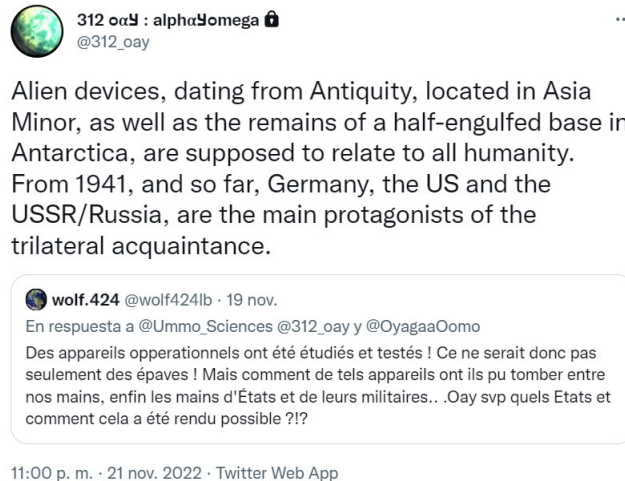 312 oαy : alphαyomega
@312_oay
Alien devices, dating from Antiquity, located in Asia
Minor, as well as the remains of a half-engulfed base in
Antarctica, are supposed to relate to all humanity.
From 1941, and so far, Germany, the US and the
USSR/Russia, are the main protagonists of the
trilateral acquaintance.
wolf.424 @wolf424lb · 19 nov.
En respuesta a @Ummo_Sciences @312_oay y @OyagaaOomo
Des appareils opperationnels ont été étudiés et testés ! Ce ne serait donc pas
seulement des épaves ! Mais comment de tels appareils ont ils pu tomber entre
nos mains, enfin les mains d'États et de leurs militaires.. .Oay svp quels Etats et
comment cela a été rendu possible ?!?
11:00 p. m. · 21 nov. 2022 · Twitter Web App